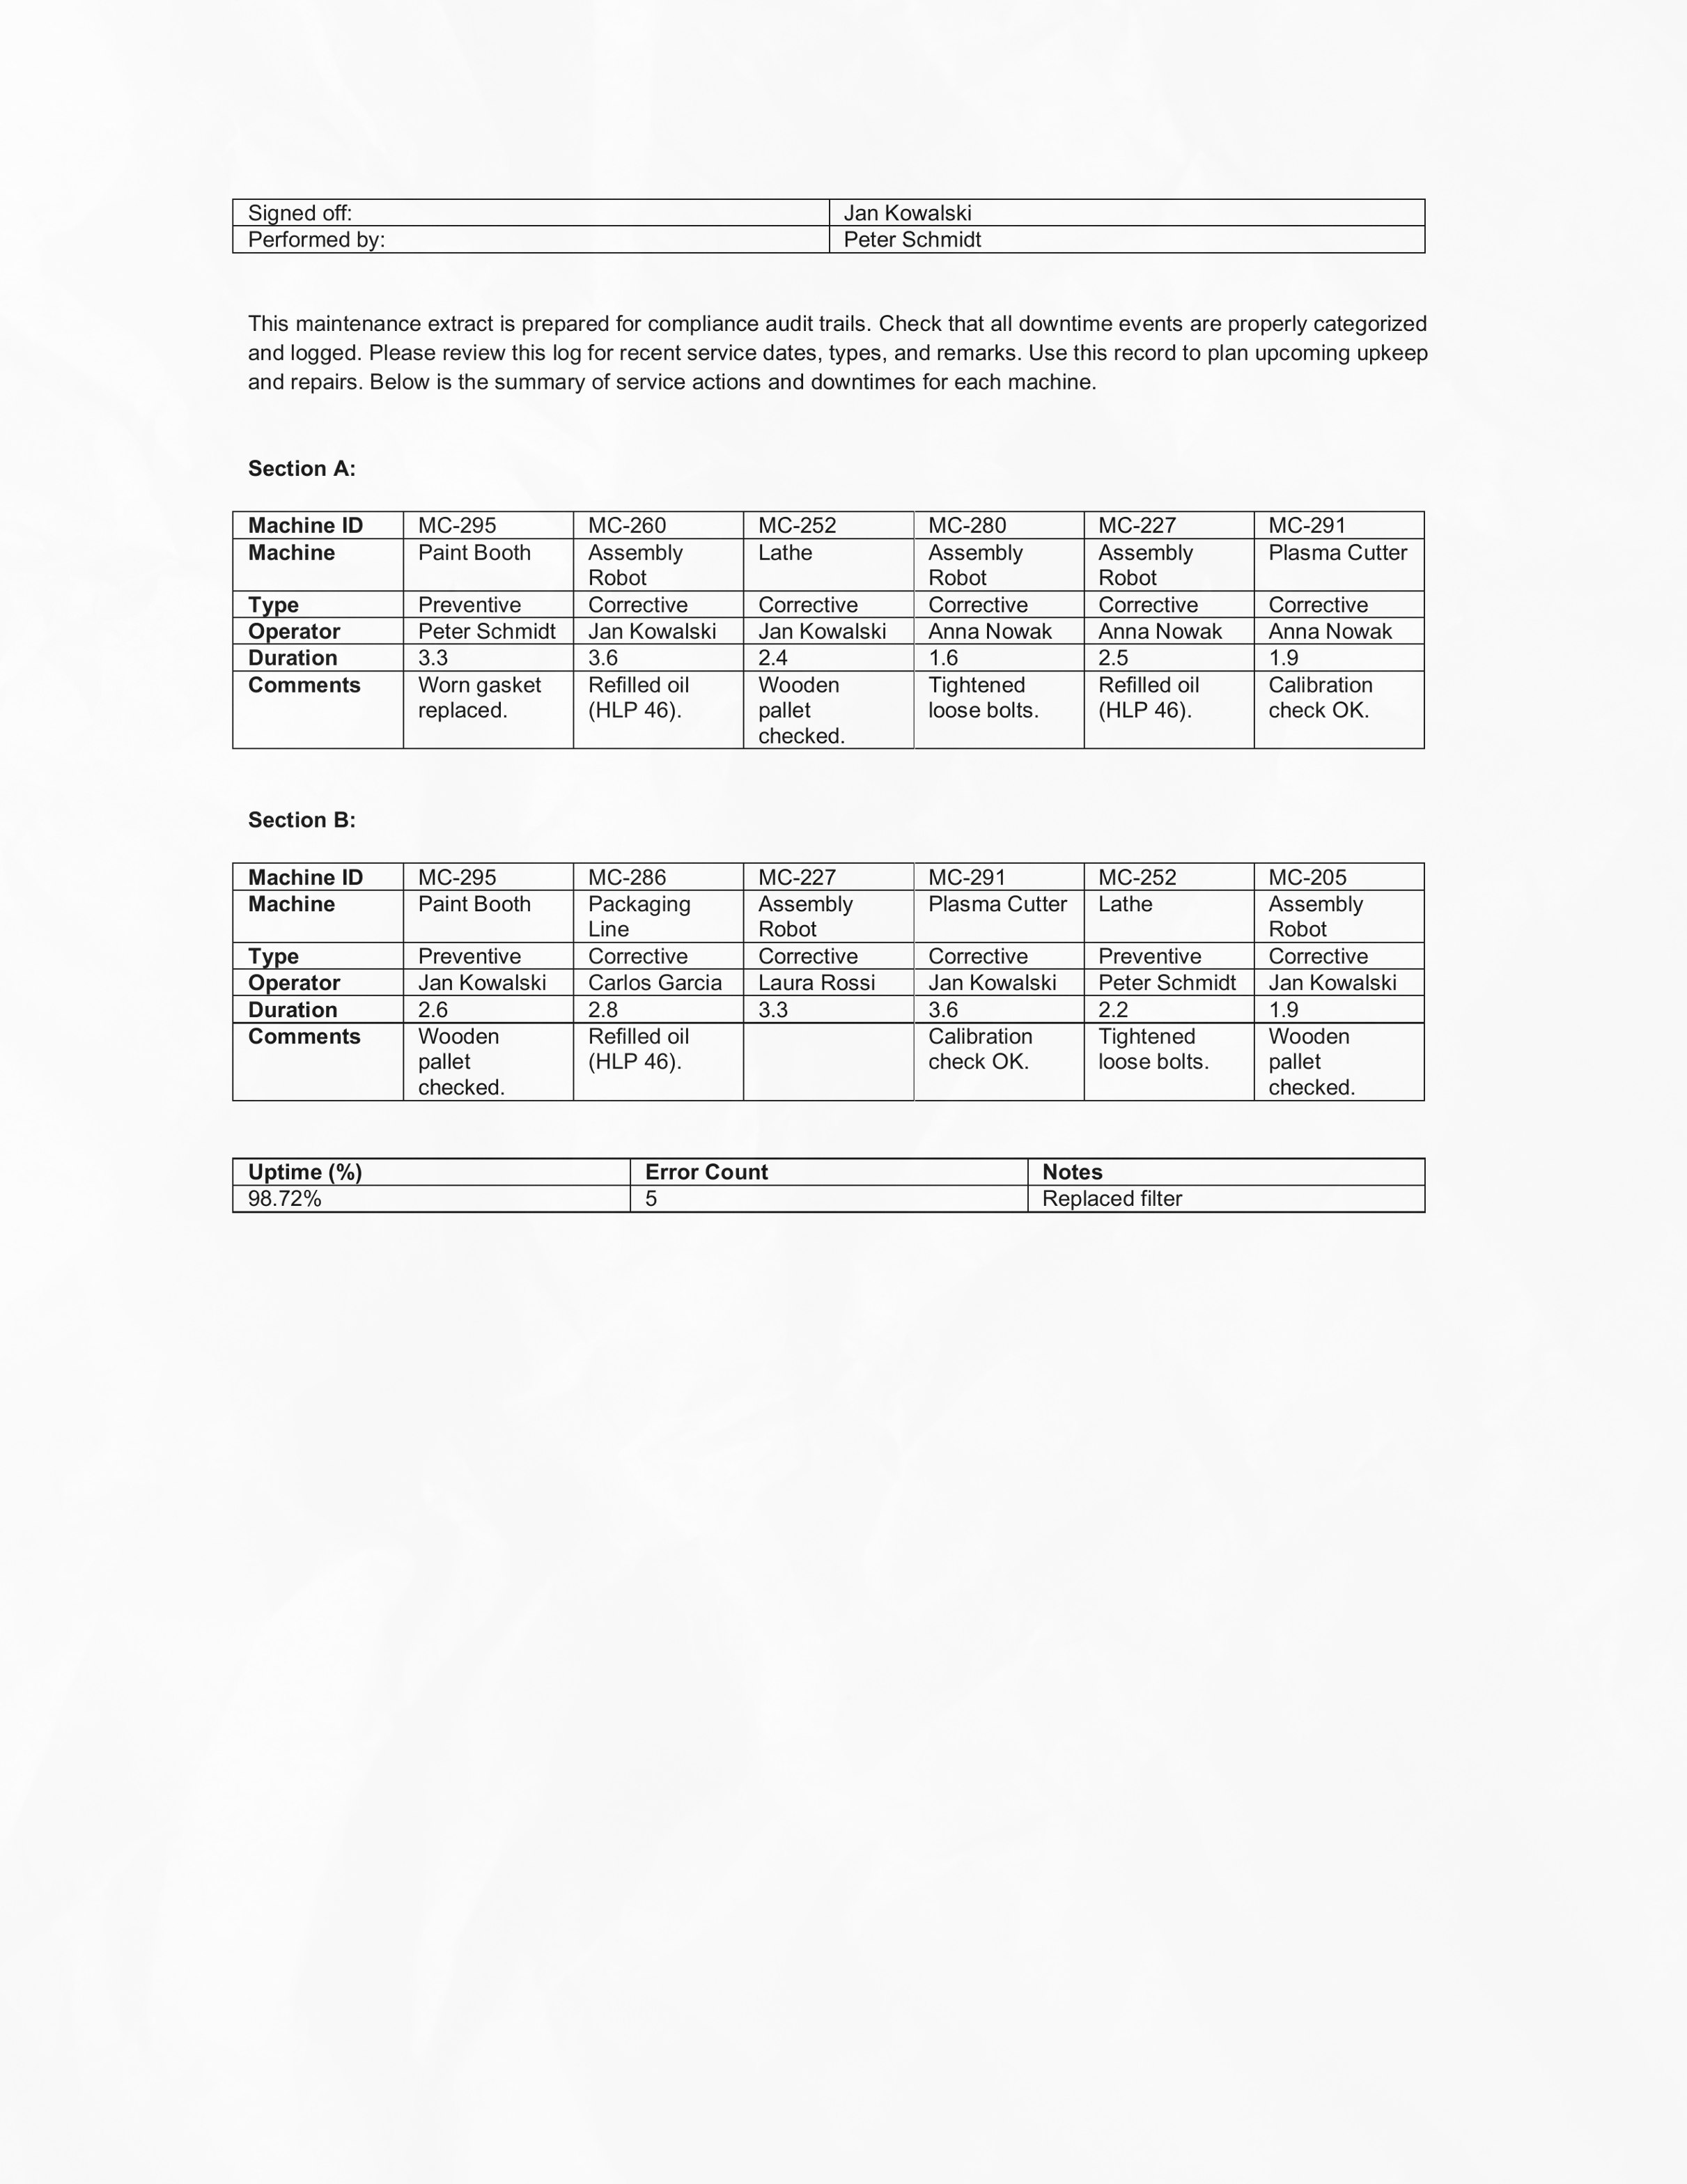 Signed off: Jan Kowalski
Performed by: Peter Schmidt
This maintenance extract is prepared for compliance audit trails. Check that all downtime events are properly categorized
and logged. Please review this log for recent service dates, types, and remarks. Use this record to plan upcoming upkeep
and repairs. Below is the summary of service actions and downtimes for each machine.
Section A:
Machine ID MC-295 MC-260 MC-252 MC-280 MC-227 MC-291
Machine Paint Booth Assembly Lathe Assembly Assembly Plasma Cutter
Robot Robot Robot
Type Preventive Corrective Corrective Corrective Corrective Corrective
Operator Peter Schmidt Jan Kowalski Jan Kowalski Anna Nowak Anna Nowak Anna Nowak
Duration 3.3 3.6 2.4 1.6 2.5 1.9
Comments Worn gasket Refilled oil Wooden Tightened Refilled oil Calibration
replaced. (HLP 46). pallet loose bolts. (HLP 46). check OK.
checked.
Section B:
Machine ID MC-295 MC-286 MC-227 MC-291 MC-252 MC-205
Machine Paint Booth Packaging Assembly Plasma Cutter Lathe Assembly
Line Robot Robot
Type Preventive Corrective Corrective Corrective Preventive Corrective
Operator Jan Kowalski Carlos Garcia Laura Rossi Jan Kowalski Peter Schmidt Jan Kowalski
Duration 2.6 2.8 3.3 3.6 2.2 1.9
Comments Wooden Refilled oil Calibration Tightened Wooden
pallet (HLP 46). check OK. loose bolts. pallet
checked. checked.
Uptime (%) Error Count Notes
98.72% 5 Replaced filter